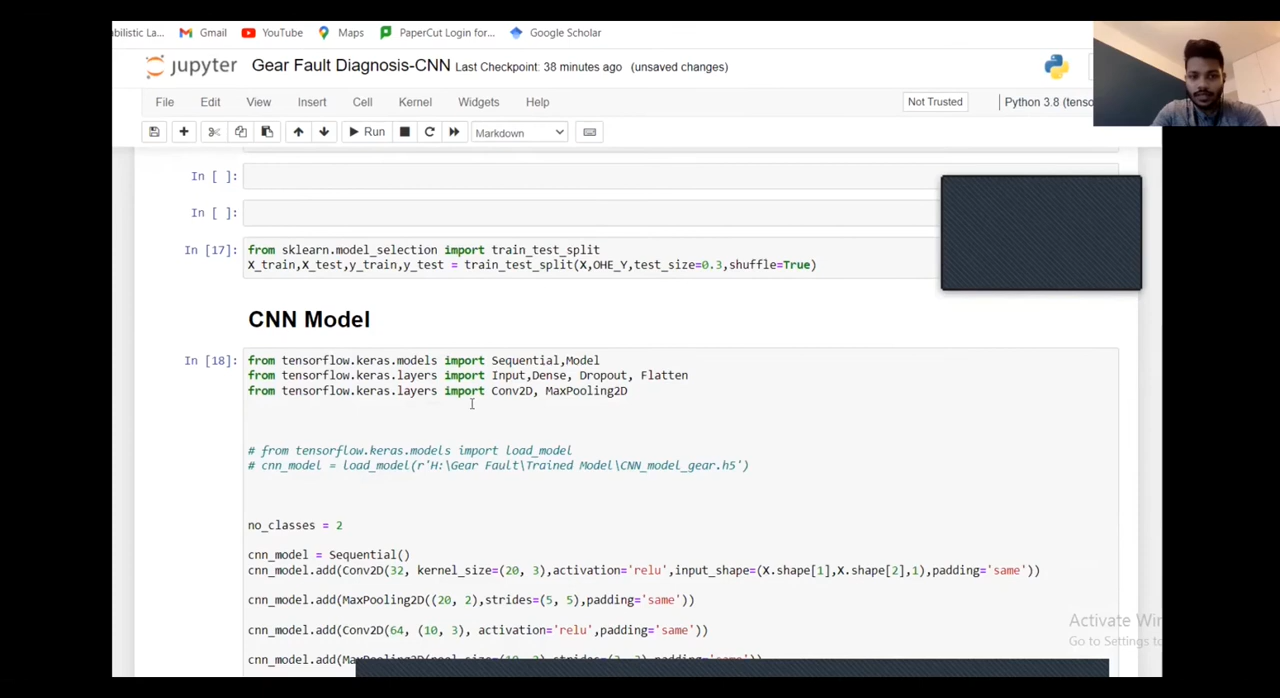 abilistic La... Gmail YouTube Maps PaperCut Login for... Google Scholar
jupyter Gear Fault Diagnosis-CNN Last Checkpoint: 38 minutes ago (unsaved changes)
File Edit View Insert Cell Kernel Widgets Help Not Trusted Python 3.8 (tenso
Run Markdown
In [ ]:
In [ ]:
In [17]: from sklearn.model_selection import train_test_split
X_train,X_test,y_train,y_test = train_test_split(X,OHE_Y,test_size=0.3,shuffle=True)
CNN Model
In [18]: from tensorflow.keras.models import Sequential,Model
from tensorflow.keras.layers import Input,Dense, Dropout, Flatten
from tensorflow.keras.layers import Conv2D, MaxPooling2D
# from tensorflow.keras.models import load_model
# cnn_model = load_model(r'H:\Gear Fault\Trained Model\CNN_model_gear.h5')
no_classes = 2
cnn_model = Sequential()
cnn_model.add(Conv2D(32, kernel_size=(20, 3),activation='relu',input_shape=(X.shape[1],X.shape[2],1),padding='same'))
cnn_model.add(MaxPooling2D((20, 2),strides=(5, 5),padding='same'))
cnn_model.add(Conv2D(64, (10, 3), activation='relu',padding='same'))
Activate Win
Go to Settings to